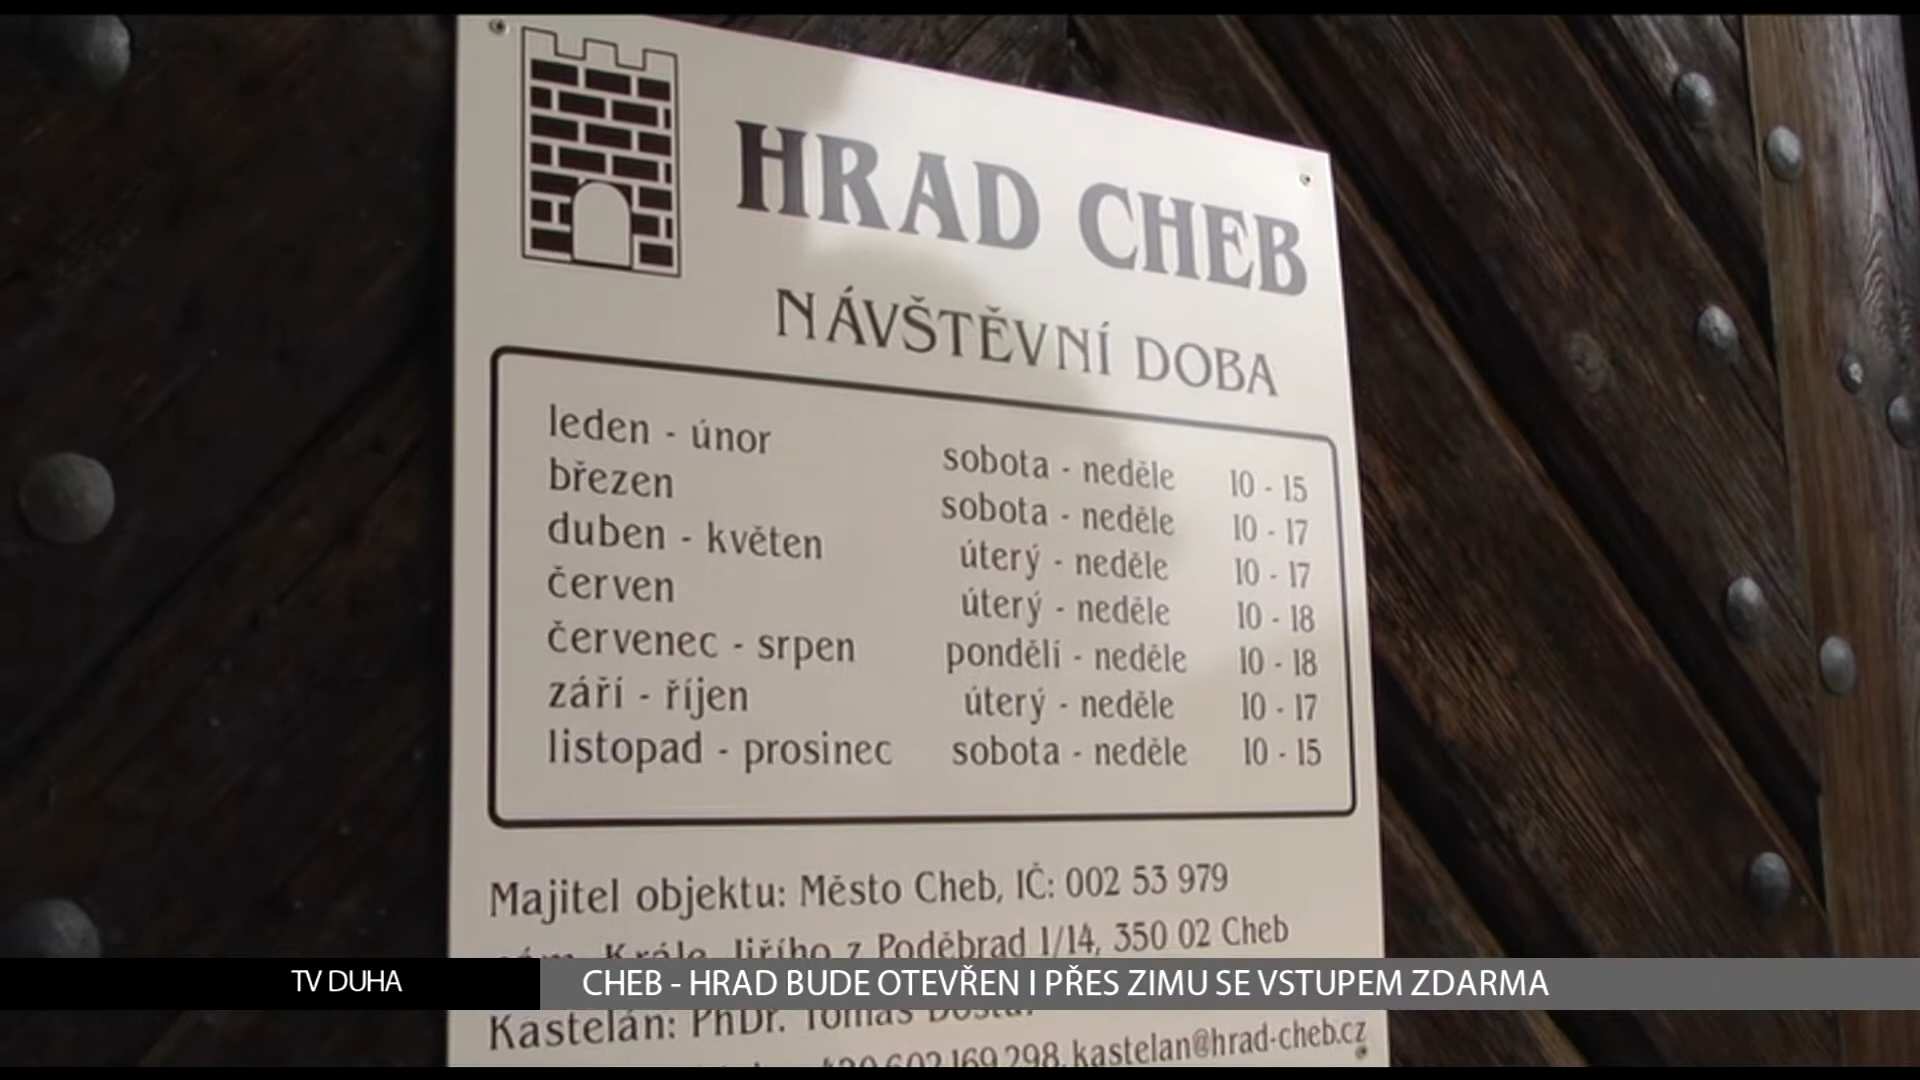 HRAD CHEB
NÁVŠTĚVNÍ DOBA
leden - únor sobota - neděle 10 - 15
březen sobota - neděle 10 - 17
duben - květen úterý - neděle 10 - 17
červen úterý - neděle 10 - 18
červenec - srpen pondělí - neděle 10 - 18
září - říjen úterý - neděle 10 - 17
listopad - prosinec sobota - neděle 10 - 15
Majitel objektu: Město Cheb, IČ: 002 53 979
Krále Jiřího z Poděbrad 1/14, 350 02 Cheb
TV DUHA CHEB - HRAD BUDE OTEVŘEN I PŘES ZIMU SE VSTUPEM ZDARMA
Kastelán: PhDr. Tomáš
602 169 298, kastelan@hrad-cheb.cz